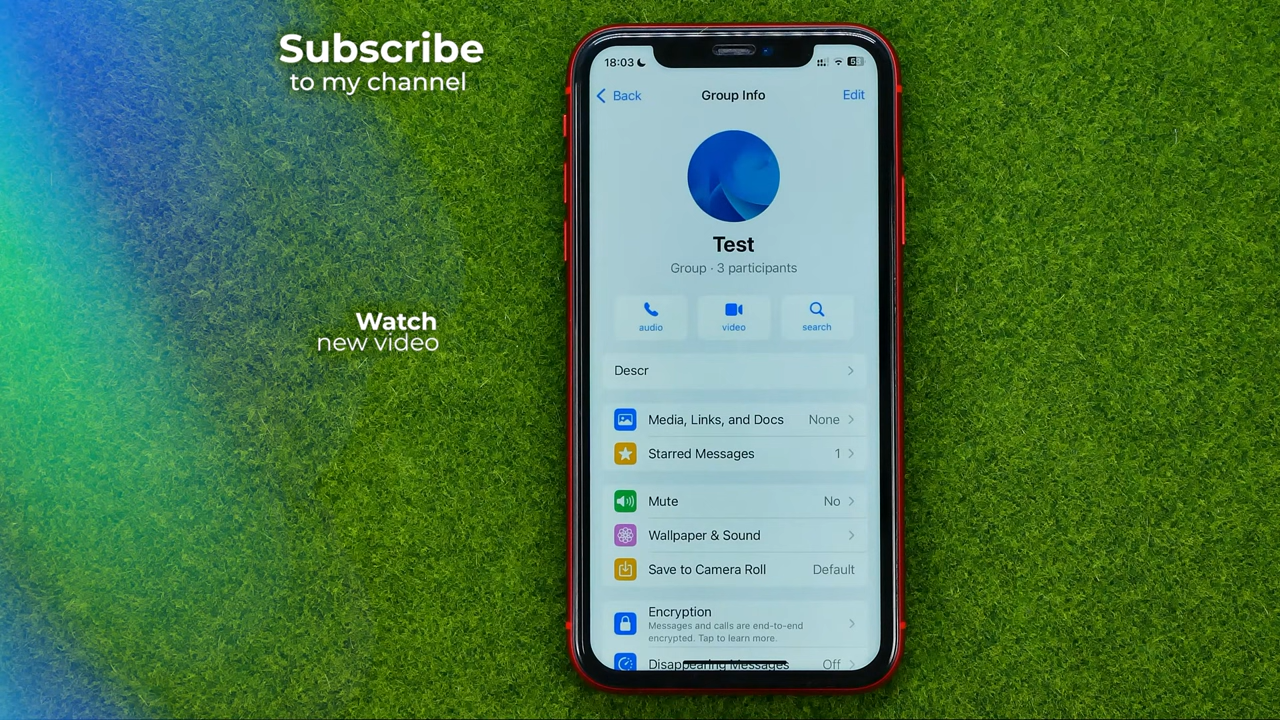 Subscribe
to my channel
Watch
new video
18:03
Back
Group Info
Edit
Test
Group · 3 participants
audio
video
search
Descr
Media, Links, and Docs
None
Starred Messages
1
Mute
No
Wallpaper & Sound
Save to Camera Roll
Default
Encryption
Messages and calls are end-to-end
encrypted. Tap to learn more.
Disappearing Messages
Off